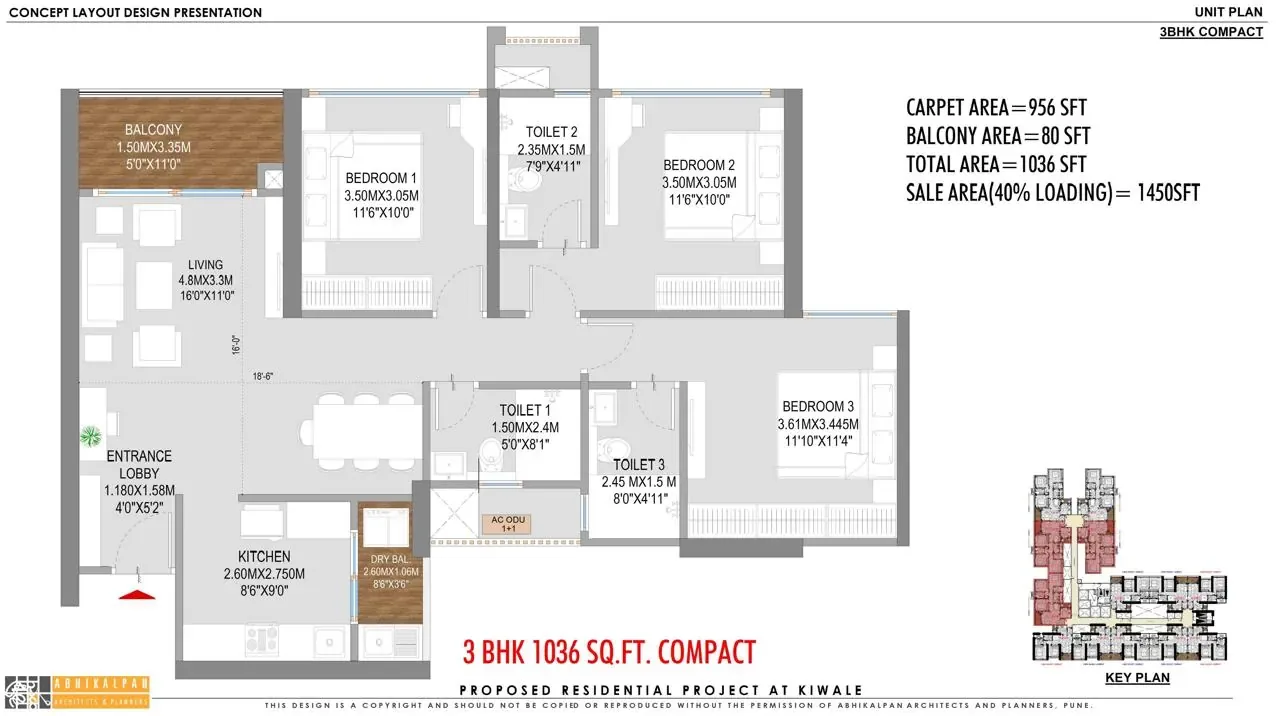 CONCEPT LAYOUT DESIGN PRESENTATION
UNIT PLAN
3BHK COMPACT
CARPET AREA=956 SFT
BALCONY AREA=80 SFT
TOTAL AREA=1036 SFT
SALE AREA(40% LOADING)= 1450SFT
BALCONY
1.50MX3.35M
5'0"X11'0"
TOILET 2
2.35MX1.5M
7'9"X4'11"
BEDROOM 1
3.50MX3.05M
11'6"X10'0"
BEDROOM 2
3.50MX3.05M
11'6"X10'0"
LIVING
4.8MX3.3M
16'0"X11'0"
16'-0"
18'-6"
TOILET 1
1.50MX2.4M
5'0"X8'1"
BEDROOM 3
3.61MX3.445M
11'10"X11'4"
ENTRANCE
LOBBY
1.180X1.58M
4'0"X5'2"
TOILET 3
2.45 MX1.5 M
8'0"X4'11"
AC ODU
1+1
KITCHEN
2.60MX2.750M
8'6"X9'0"
DRY BAL.
2.60MX1.06M
8'6"X3'6"
3 BHK 1036 SQ.FT. COMPACT
KEY PLAN
ABHIKALPAN
ARCHITECTS & PLANNERS
PROPOSED RESIDENTIAL PROJECT AT KIWALE
THIS DESIGN IS A COPYRIGHT AND SHOULD NOT BE COPIED OR REPRODUCED WITHOUT THE PERMISSION OF ABHIKALPAN ARCHITECTS AND PLANNERS, PUNE.